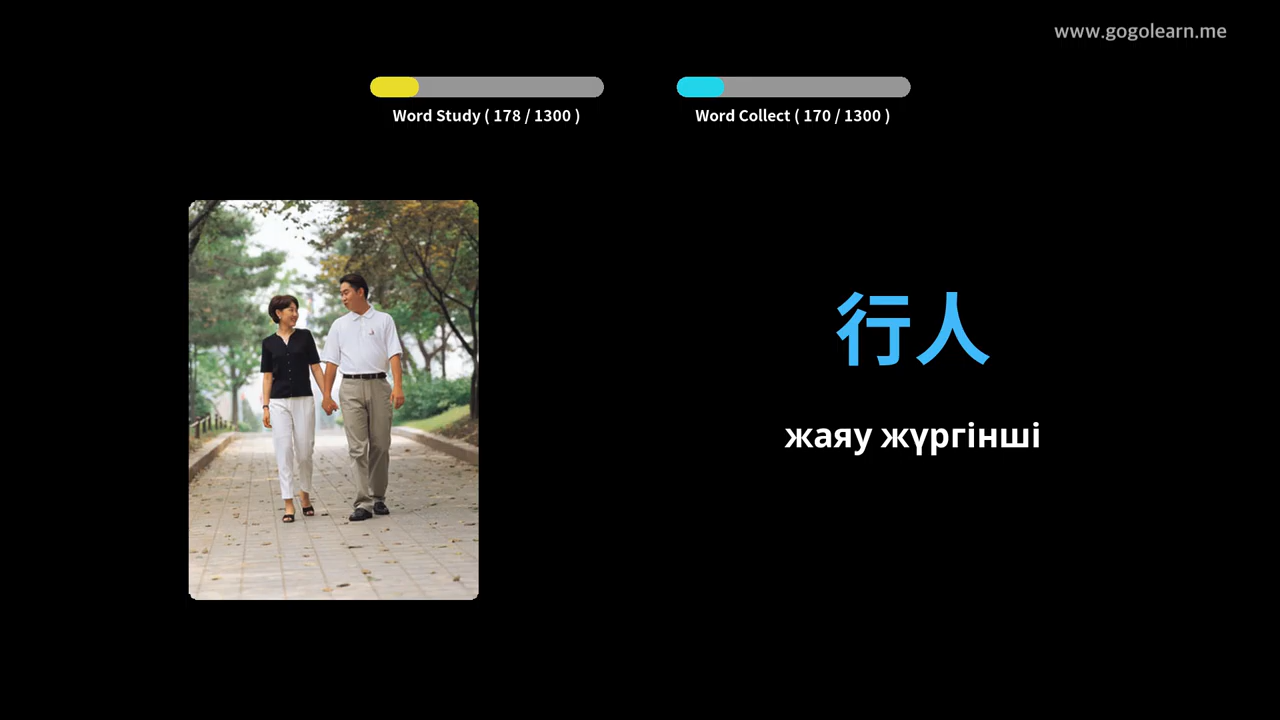 www.gogolearn.me
Word Study ( 178 / 1300 )
Word Collect ( 170 / 1300 )
行人
жаяу жүргінші